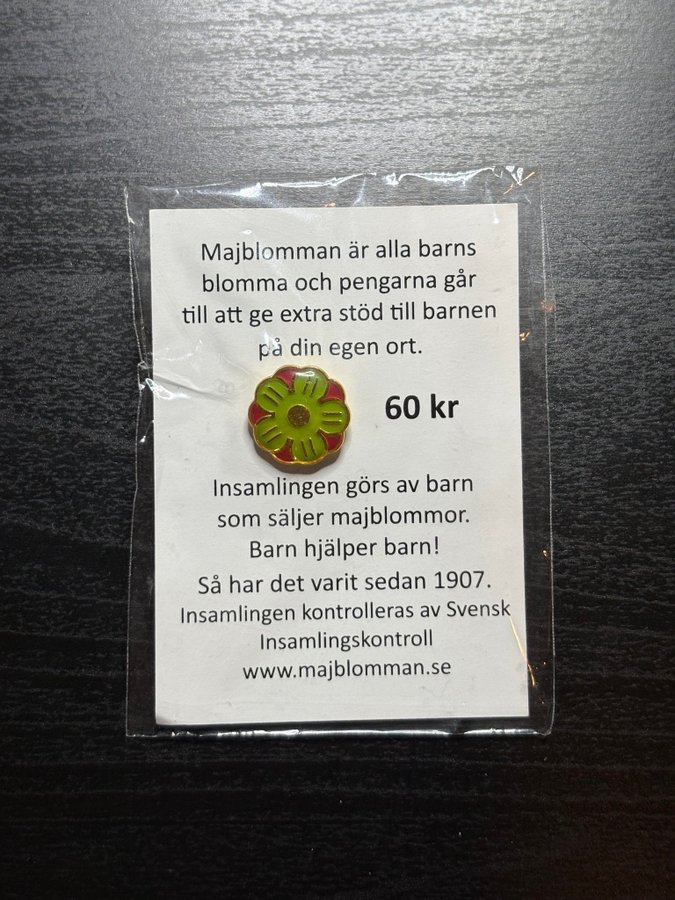 Majblomman är alla barns
blomma och pengarna går
till att ge extra stöd till barnen
på din egen ort.
60 kr
Insamlingen görs av barn
som säljer majblommor.
Barn hjälper barn!
Så har det varit sedan 1907.
Insamlingen kontrolleras av Svensk
Insamlingskontroll
www.majblomman.se